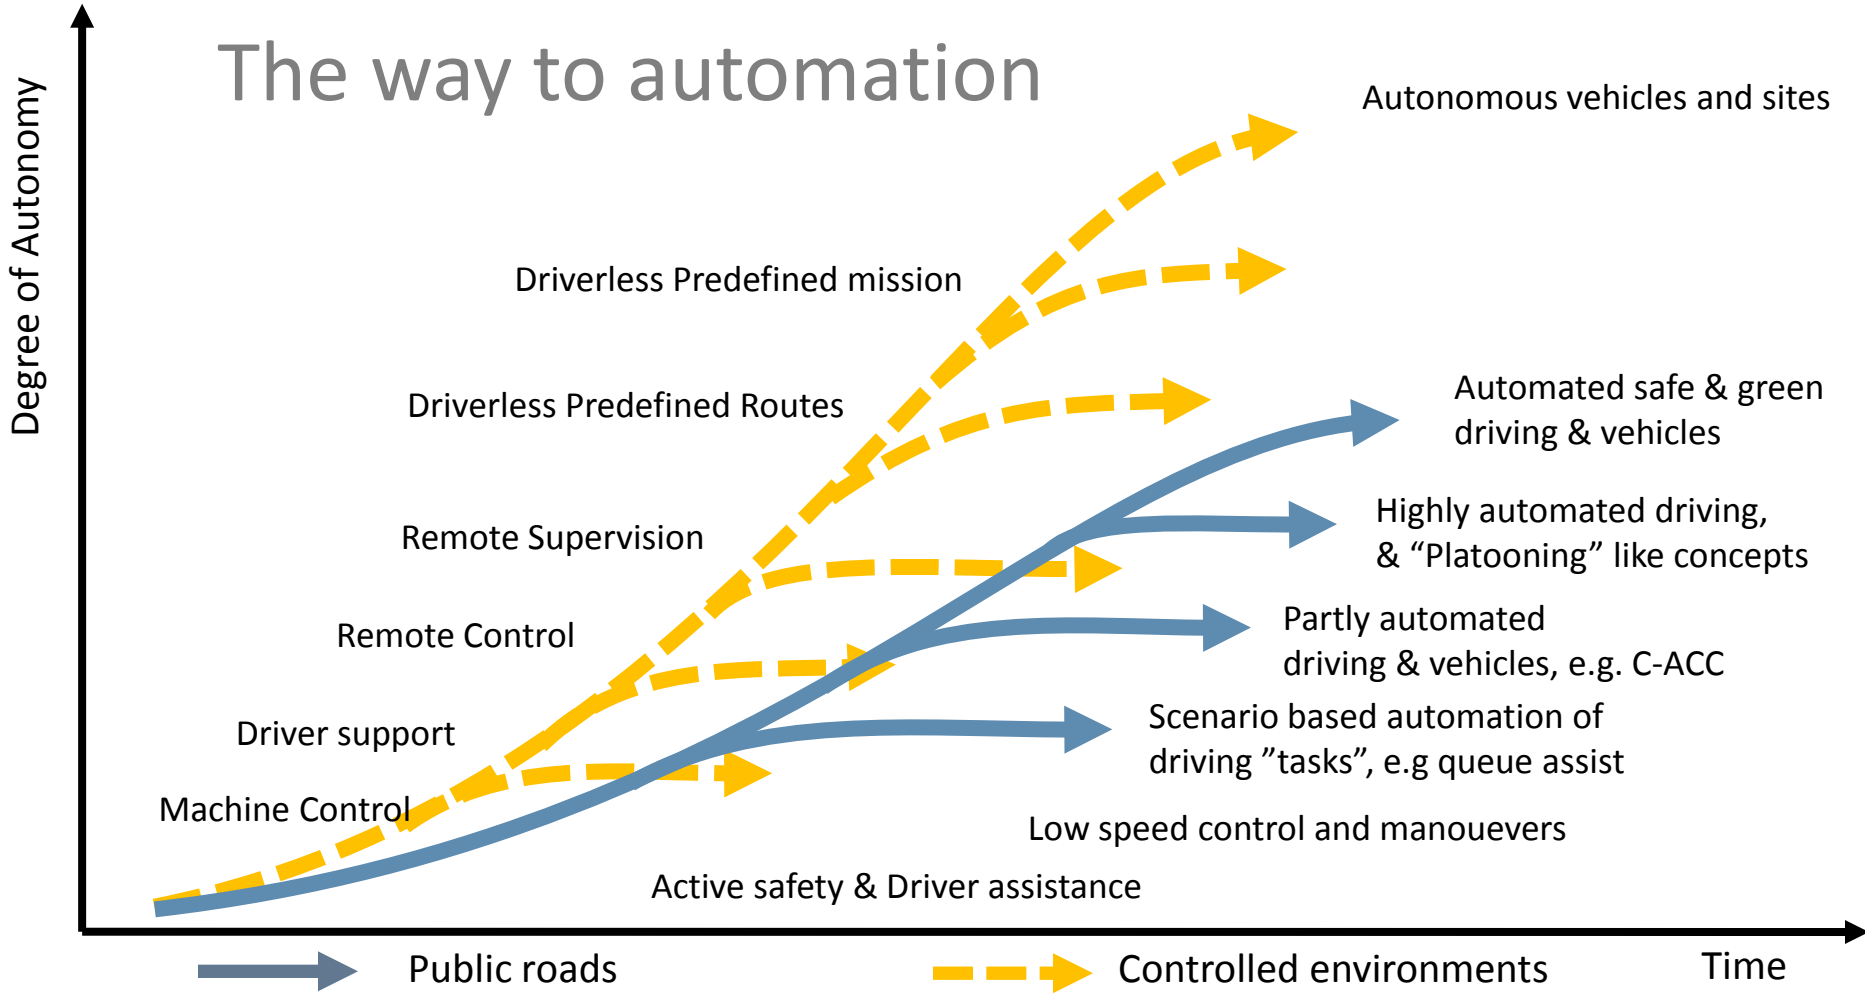 The way to automation
Degree of Autonomy
Autonomous vehicles and sites
Driverless Predefined mission
Driverless Predefined Routes
Automated safe & green
driving & vehicles
Remote Supervision
Highly automated driving,
& “Platooning” like concepts
Remote Control
Partly automated
driving & vehicles, e.g. C-ACC
Driver support
Scenario based automation of
driving ”tasks”, e.g queue assist
Machine Control
Low speed control and manouevers
Active safety & Driver assistance
Public roads
Controlled environments
Time